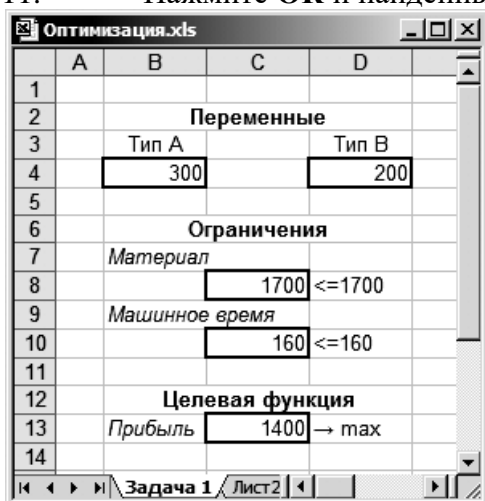 Оптимизация.xls
A B C D
1
2 Переменные
3 Тип А Тип В
4 300 200
5
6 Ограничения
7 Материал
8 1700 <=1700
9 Машинное время
10 160 <=160
11
12 Целевая функция
13 Прибыль 1400 → max
14
Задача 1 Лист2